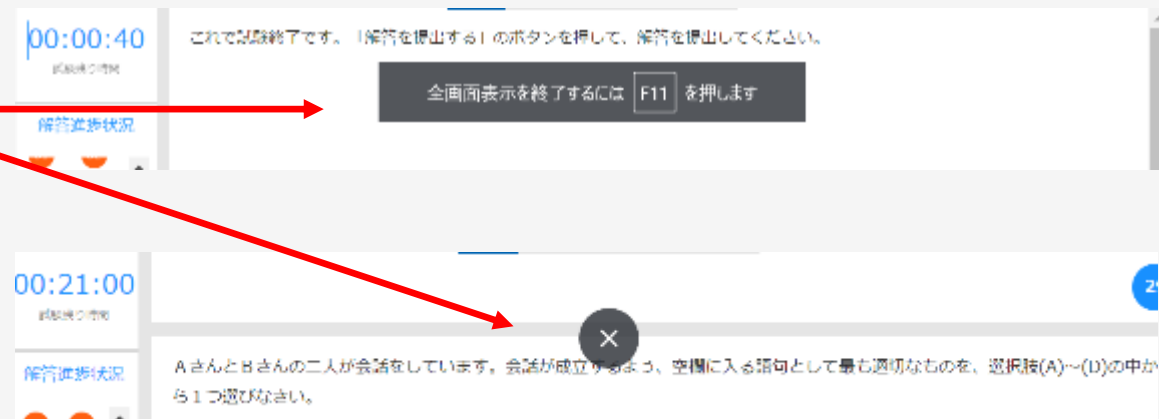 00:00:40
試験残り時間
解答進捗状況
これで試験終了です。「解答を提出する」のボタンを押して、解答を提出してください。
全画面表示を終了するには F11 を押します
00:21:00
試験残り時間
解答進捗状況
AさんとBさんの二人が会話をしています。会話が成立するよう、空欄に入る語句として最も適切なものを、選択肢(A)~(D)の中か
ら1つ選びなさい。